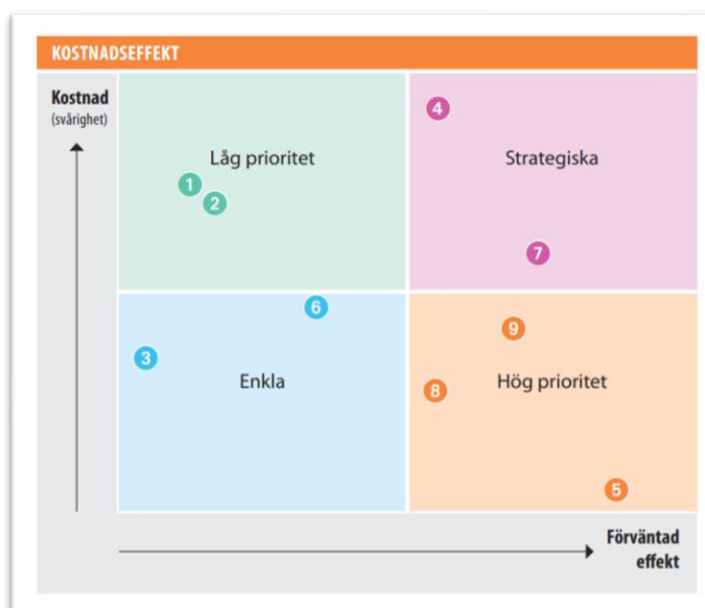 KOSTNADSEFFEKT
Kostnad
(svårighet)
Låg prioritet
Strategiska
4
1
2
7
6
3
Enkla
9
8
Hög prioritet
5
Förväntad
effekt